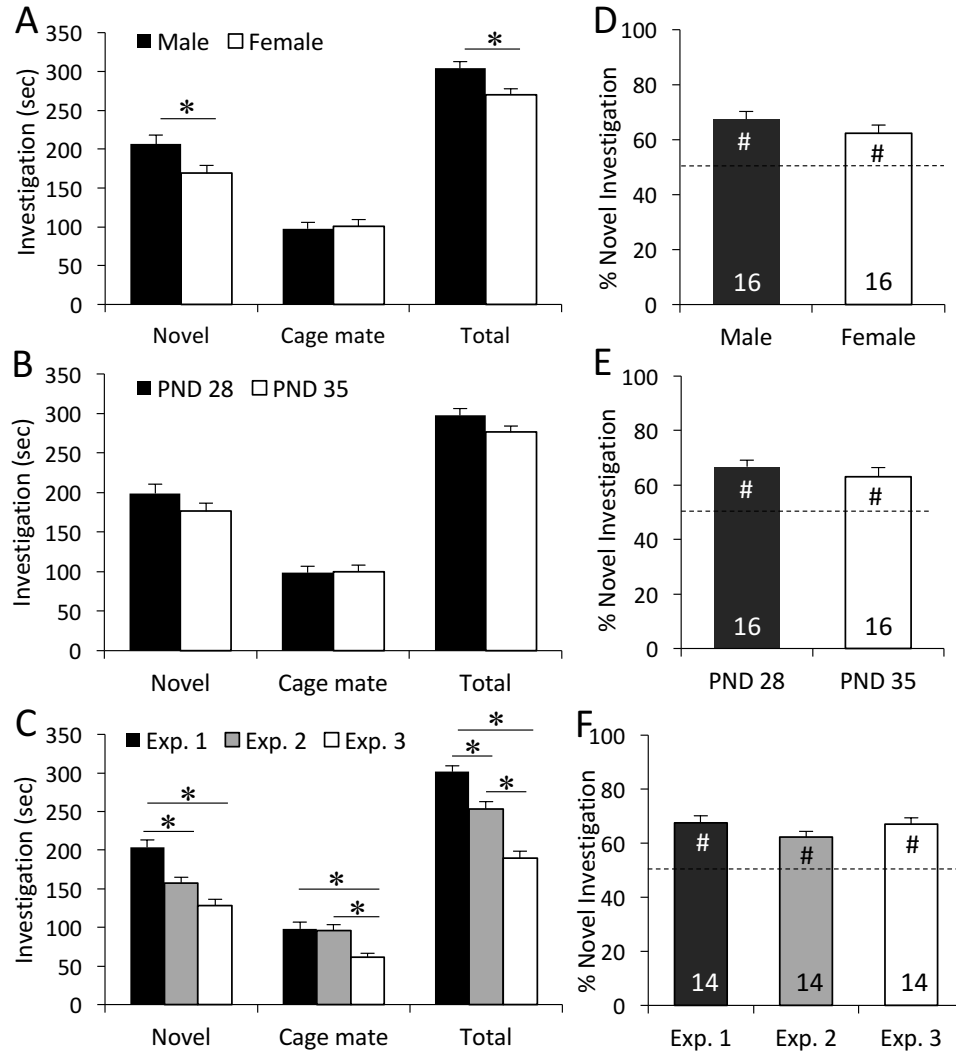 A
Male Female
Investigation (sec)
350
300
250
200
150
100
50
0
*
*
Novel Cage mate Total
D
% Novel Investigation
100
80
60
40
20
0
# #
16 16
Male Female
B
PND 28 PND 35
Investigation (sec)
350
300
250
200
150
100
50
0
Novel Cage mate Total
E
% Novel Investigation
100
80
60
40
20
0
# #
16 16
PND 28 PND 35
C
Exp. 1 Exp. 2 Exp. 3
Investigation (sec)
350
300
250
200
150
100
50
0
*
*
*
*
*
*
*
Novel Cage mate Total
F
% Novel Investigation
100
80
60
40
20
0
# # #
14 14 14
Exp. 1 Exp. 2 Exp. 3